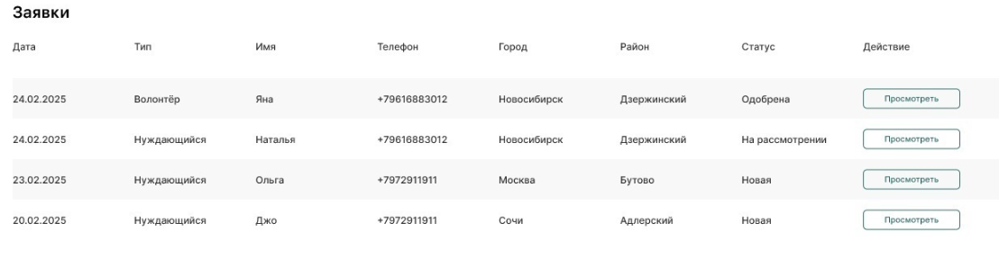 Заявки
Дата Тип Имя Телефон Город Район Статус Действие
24.02.2025 Волонтёр Яна +79616883012 Новосибирск Дзержинский Одобрена Просмотреть
24.02.2025 Нуждающийся Наталья +79616883012 Новосибирск Дзержинский На рассмотрении Просмотреть
23.02.2025 Нуждающийся Ольга +7972911911 Москва Бутово Новая Просмотреть
20.02.2025 Нуждающийся Джо +7972911911 Сочи Адлерский Новая Просмотреть